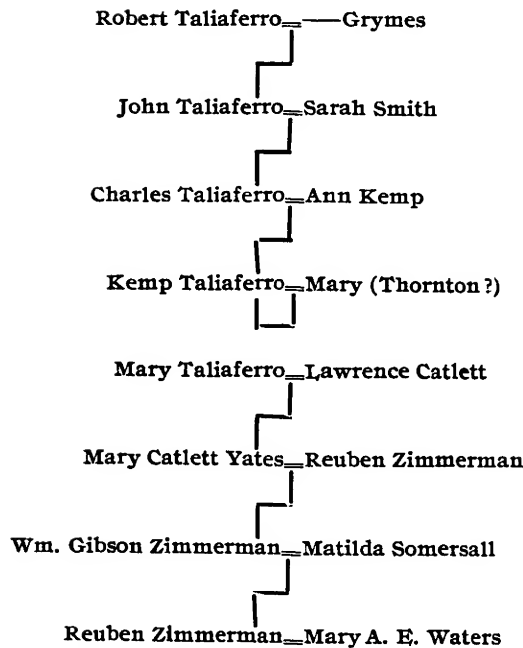 Robert Taliaferro=——Grymes
John Taliaferro=Sarah Smith
Charles Taliaferro=Ann Kemp
Kemp Taliaferro=Mary (Thornton?)
Mary Taliaferro=Lawrence Catlett
Mary Catlett Yates=Reuben Zimmerman
Wm. Gibson Zimmerman=Matilda Somersall
Reuben Zimmerman=Mary A. E. Waters